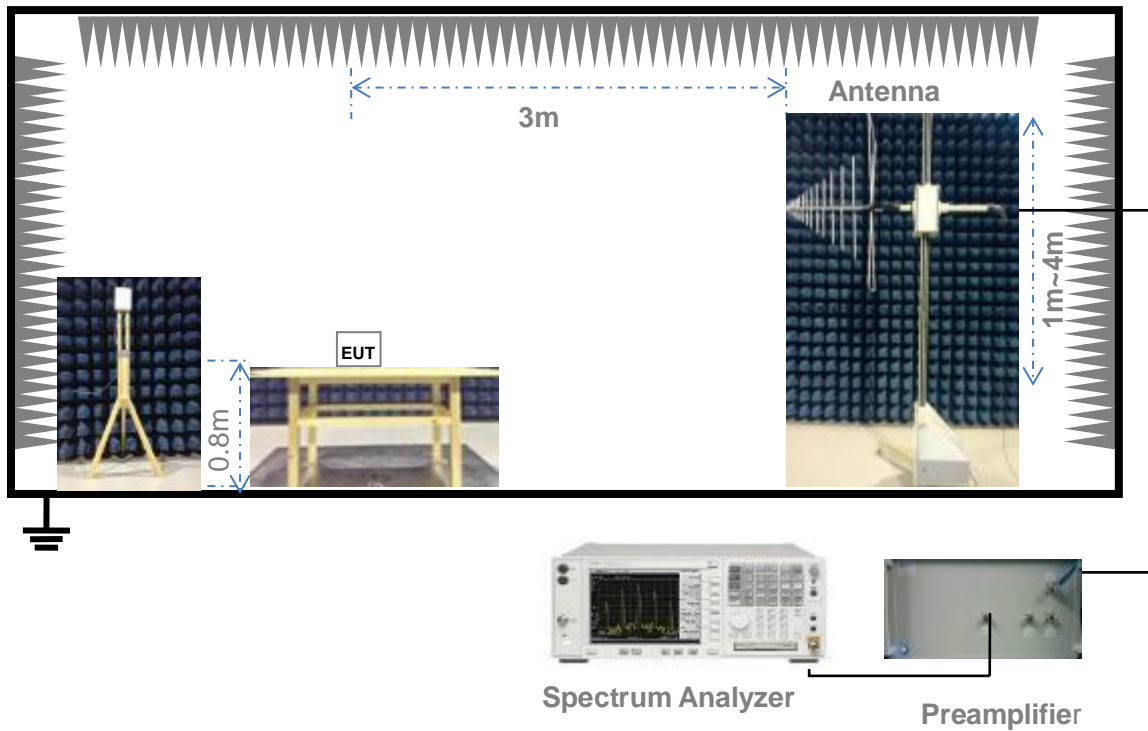 Antenna
3m
1m~4m
EUT
0.8m
Spectrum Analyzer
Preamplifier